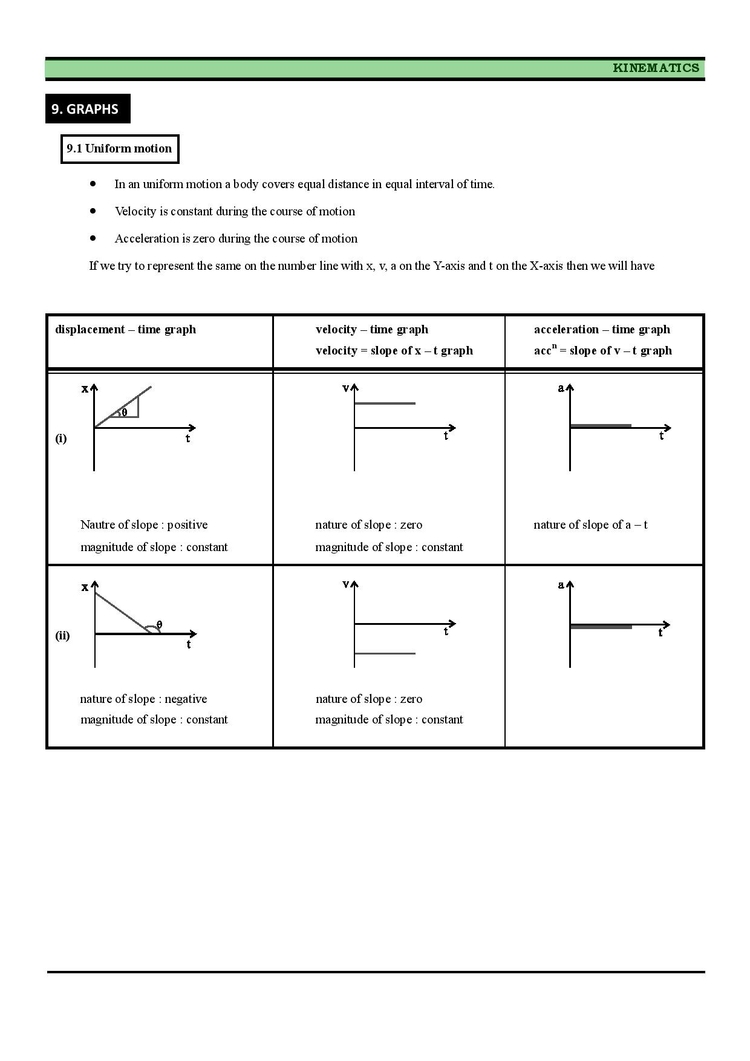 KINEMATICS
9. GRAPHS
9.1 Uniform motion
● In an uniform motion a body covers equal distance in equal interval of time.
● Velocity is constant during the course of motion
● Acceleration is zero during the course of motion
If we try to represent the same on the number line with x, v, a on the Y-axis and t on the X-axis then we will have
displacement – time graph
velocity – time graph
velocity = slope of x – t graph
acceleration – time graph
accⁿ = slope of v – t graph
(i)
x
θ
t
Nautre of slope : positive
magnitude of slope : constant
v
t
nature of slope : zero
magnitude of slope : constant
a
t
nature of slope of a – t
(ii)
x
θ
t
nature of slope : negative
magnitude of slope : constant
v
t
nature of slope : zero
magnitude of slope : constant
a
t